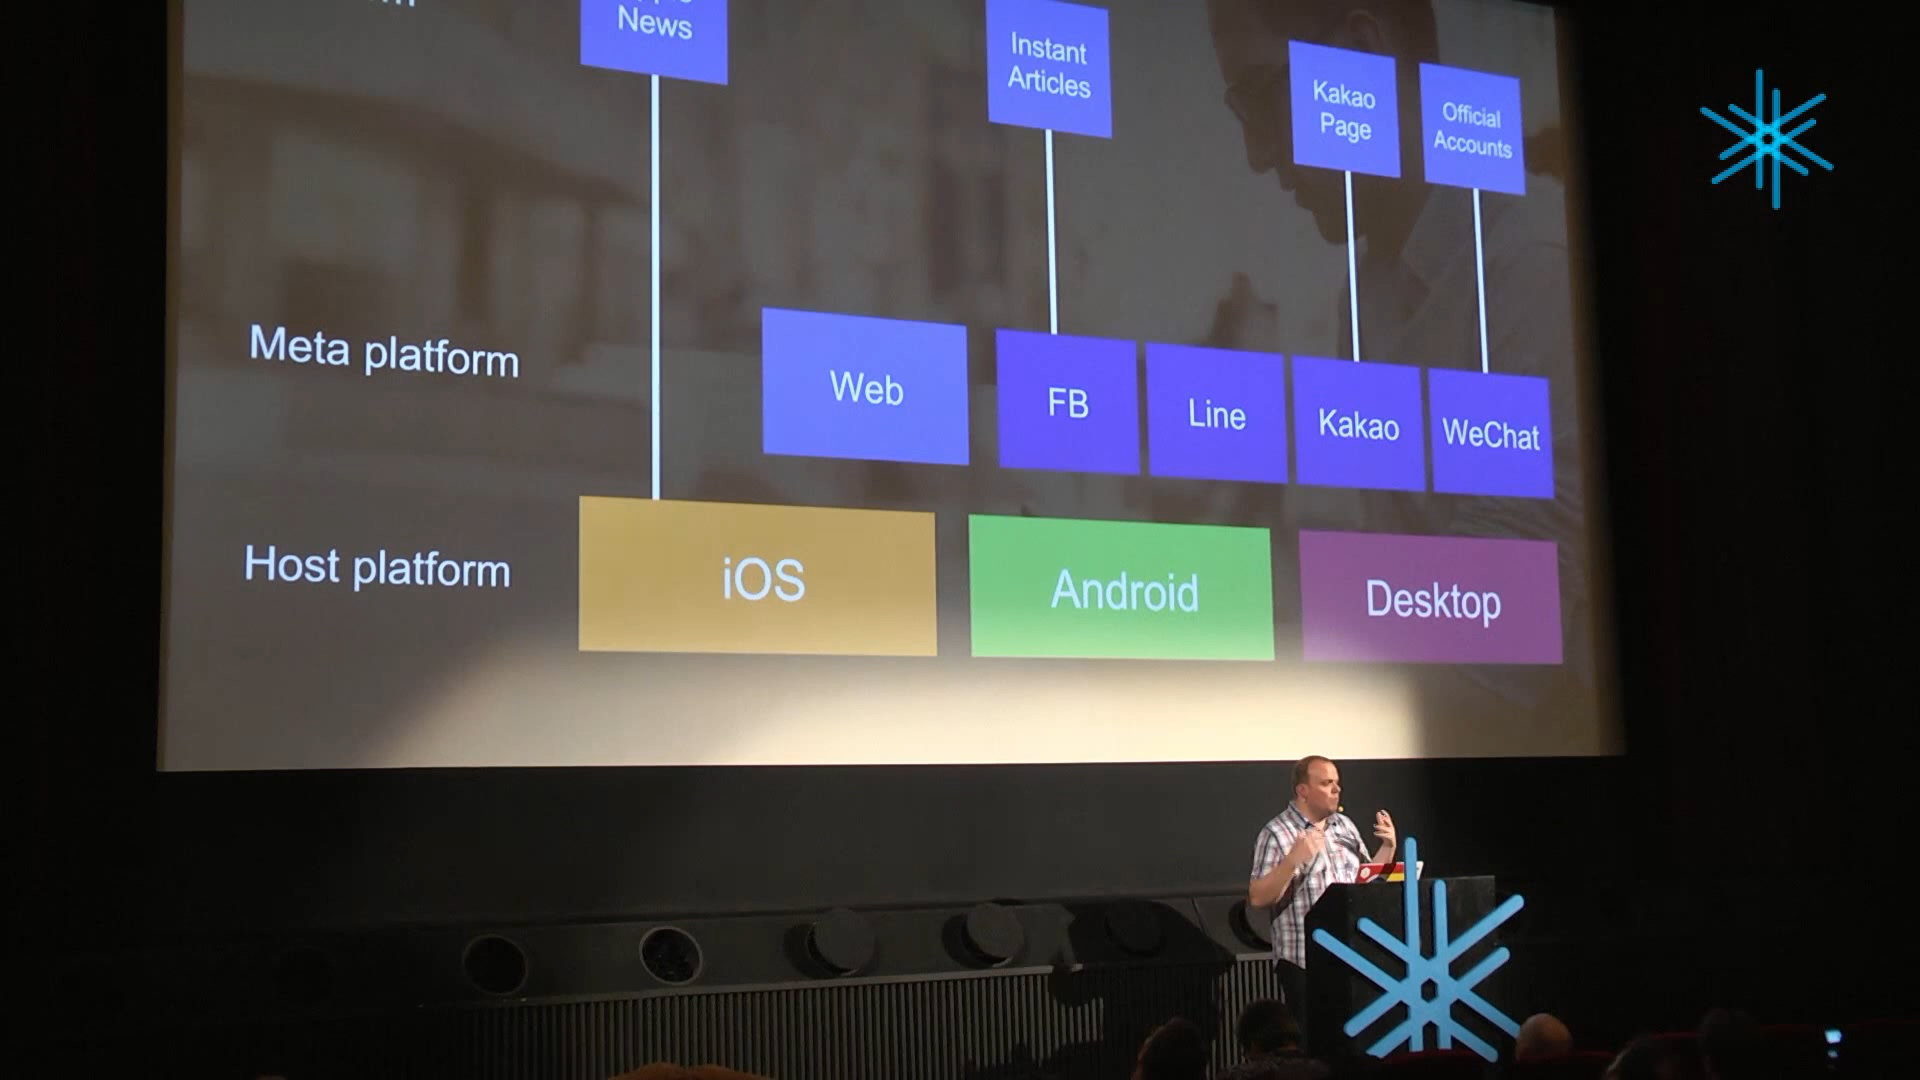 News
Instant
Articles
Kakao
Page
Official
Accounts
Meta platform
Web
FB
Line
Kakao
WeChat
Host platform
iOS
Android
Desktop